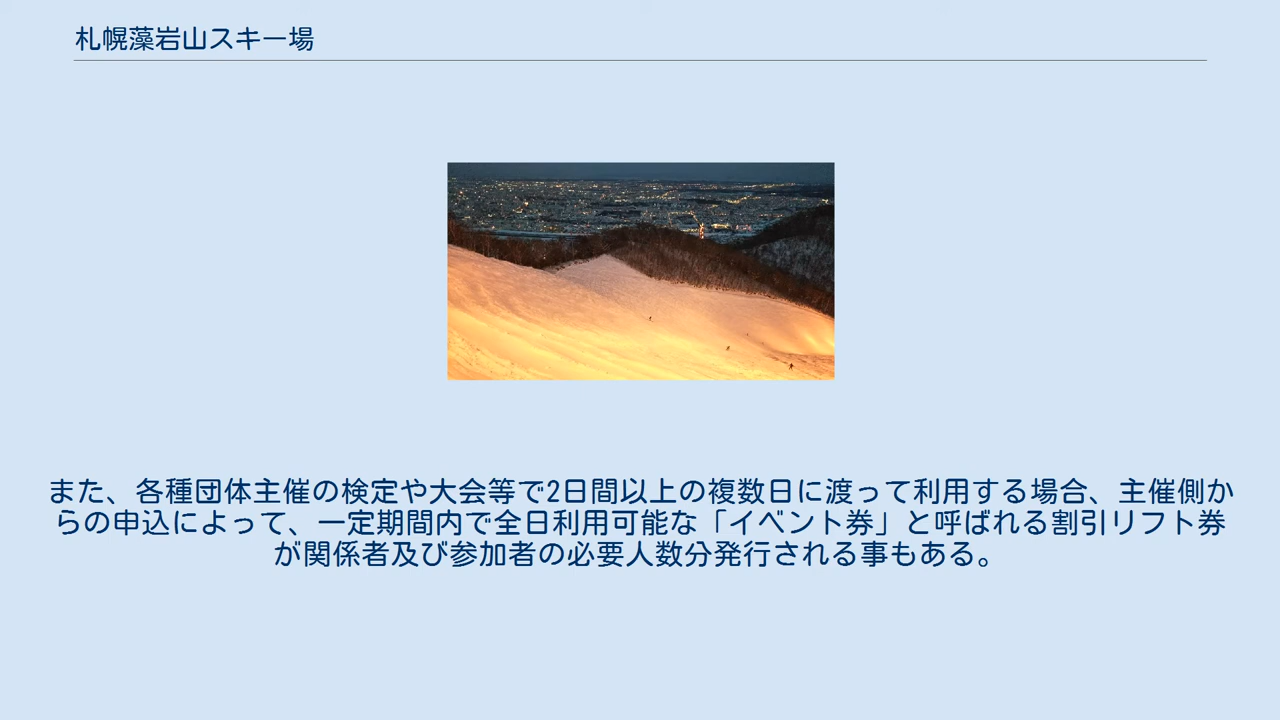 札幌藻岩山スキー場
また、各種団体主催の検定や大会等で2日間以上の複数日に渡って利用する場合、主催側か
らの申込によって、一定期間内で全日利用可能な「イベント券」と呼ばれる割引リフト券
が関係者及び参加者の必要人数分発行される事もある。